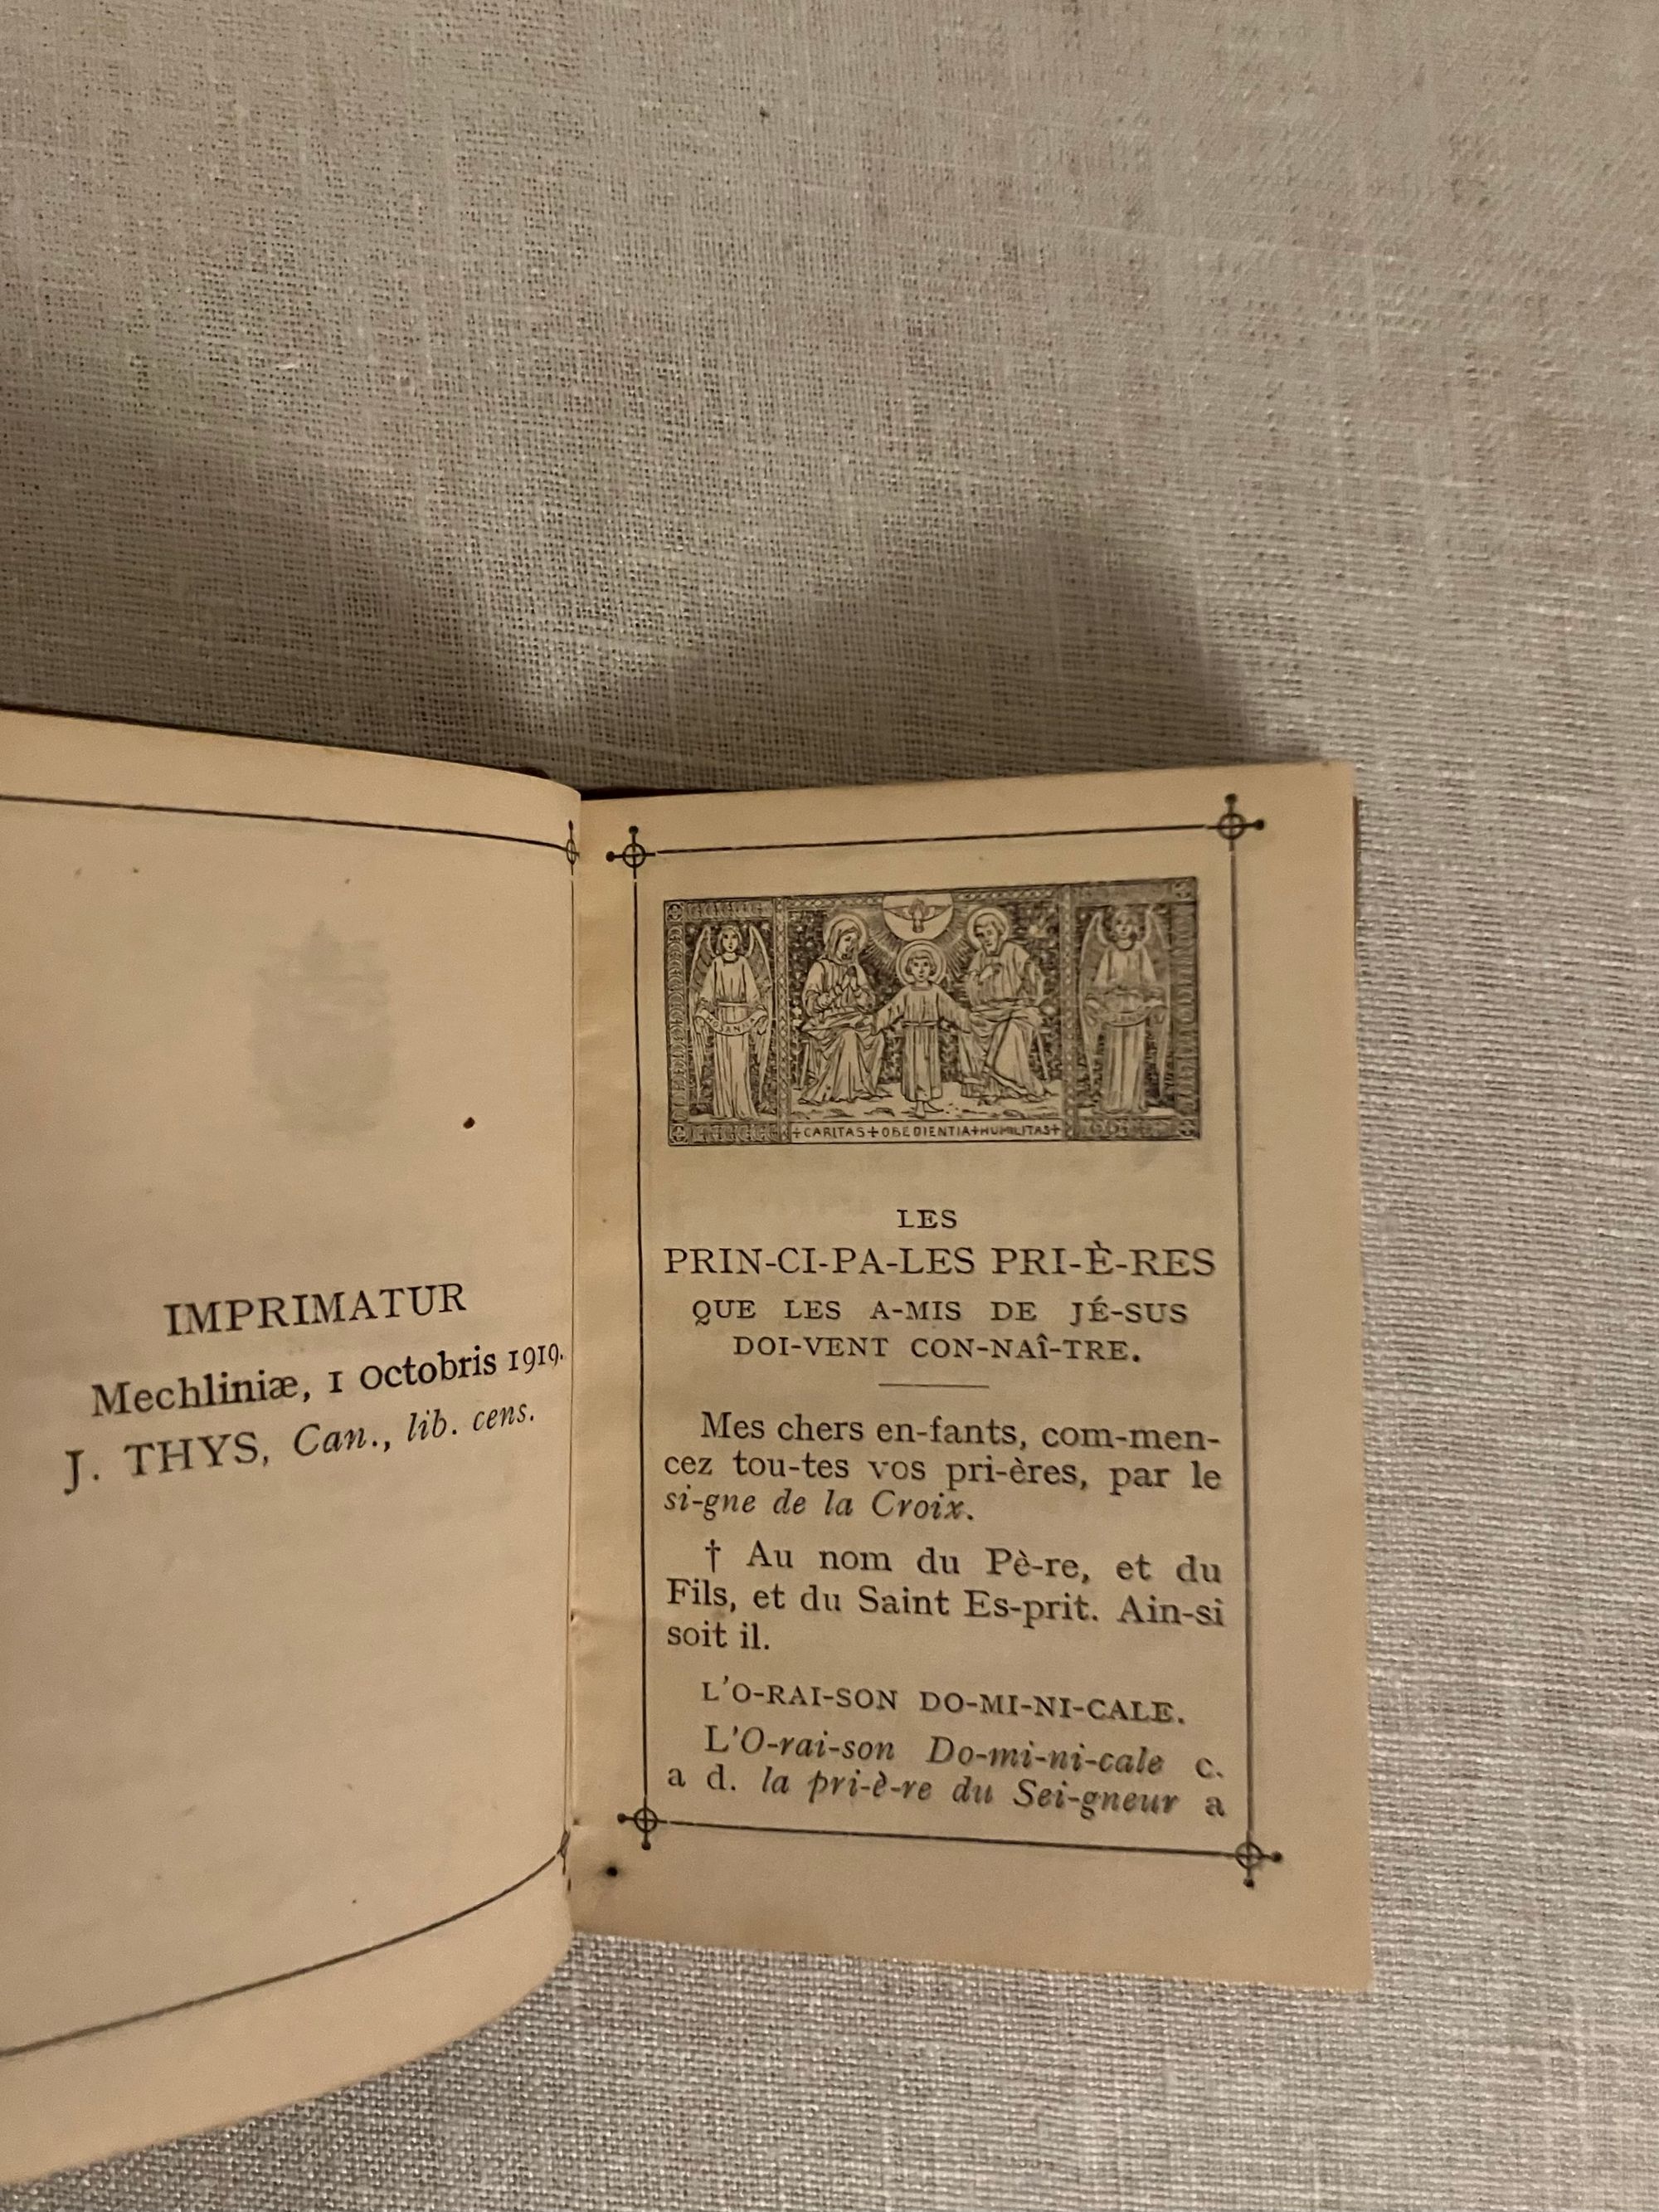 IMPRIMATUR
Mechliniæ, 1 octobris 1919.
J. THYS, Can., lib. cens.
+CARITAS+OBEDIENTIA+HUMILITAS+
LES
PRIN-CI-PA-LES PRI-È-RES
QUE LES A-MIS DE JÉ-SUS
DOI-VENT CON-NAÎ-TRE.
Mes chers en-fants, com-men-
cez tou-tes vos pri-ères, par le
si-gne de la Croix.
† Au nom du Pè-re, et du
Fils, et du Saint Es-prit. Ain-si
soit il.
L'O-RAI-SON DO-MI-NI-CALE.
L'O-rai-son Do-mi-ni-cale c.
a d. la pri-è-re du Sei-gneur a